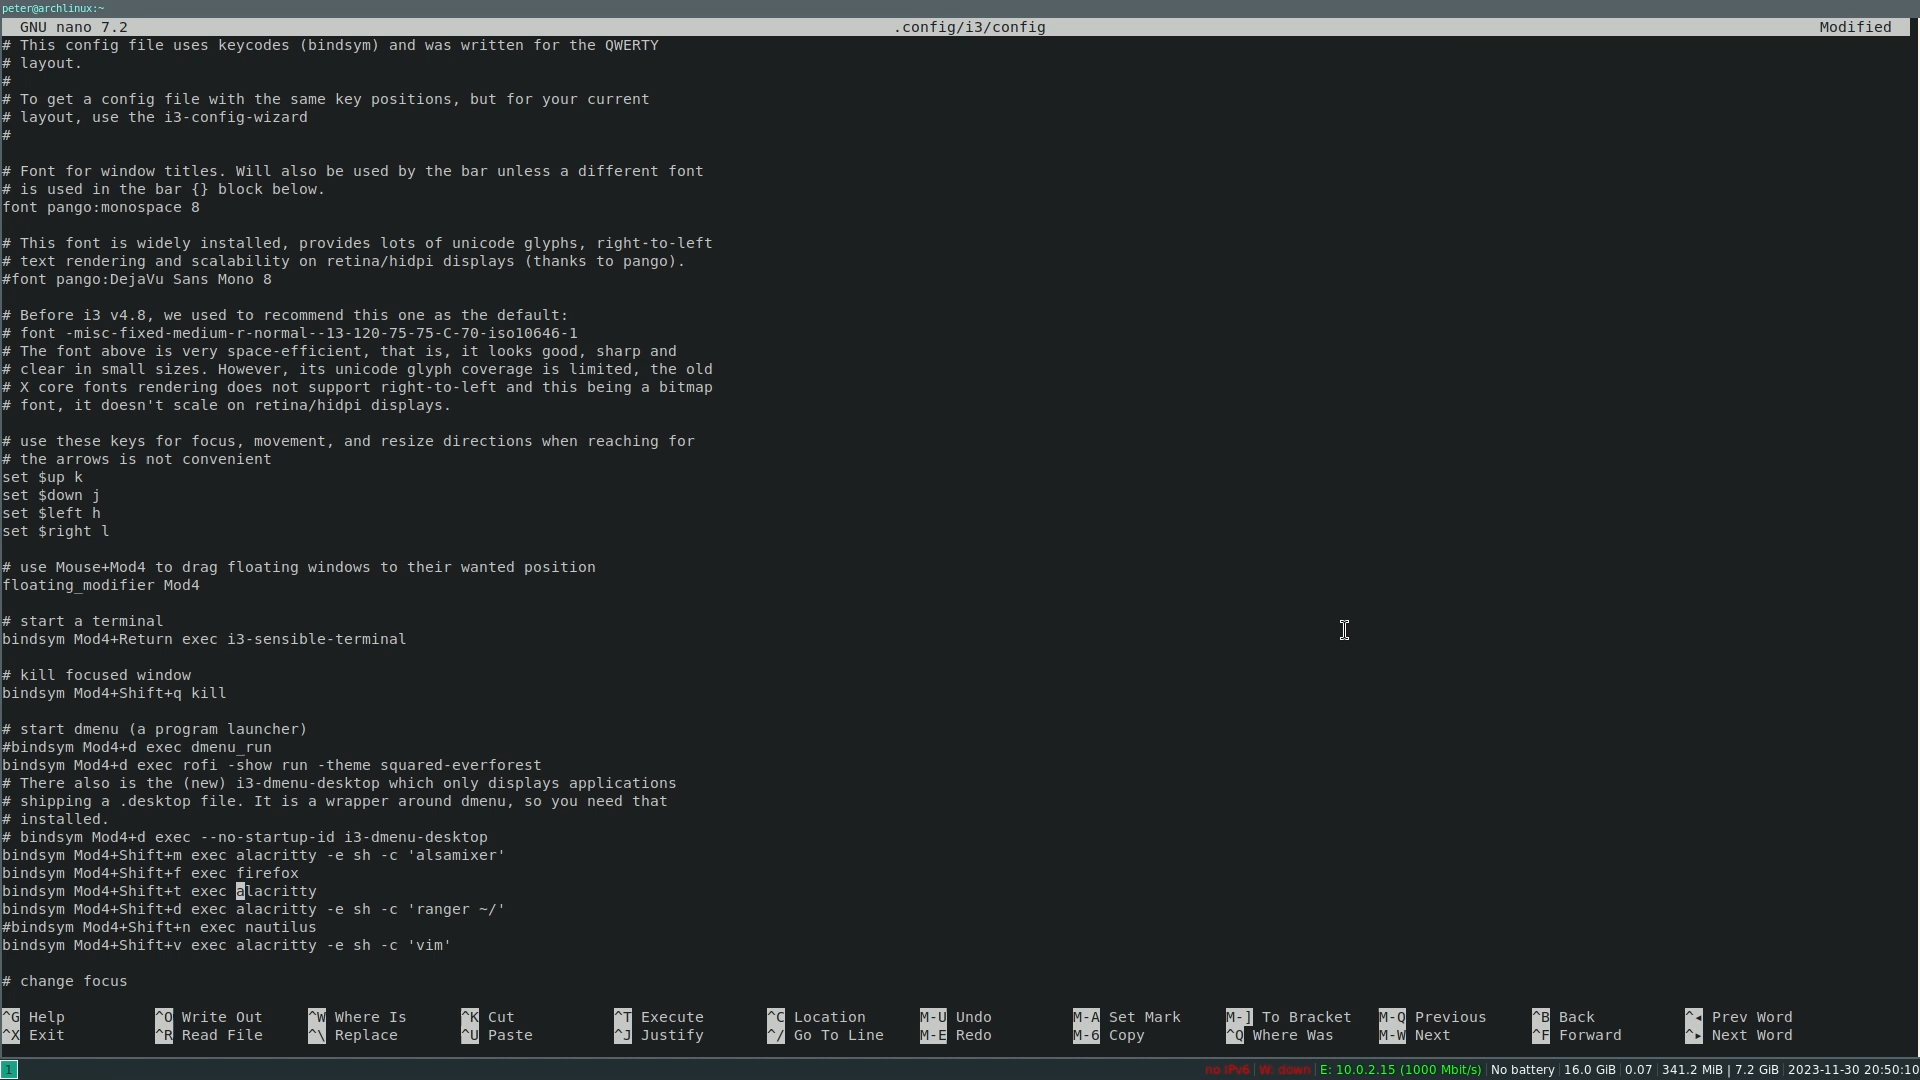 peter@archlinux:~
GNU nano 7.2 .config/i3/config Modified
# This config file uses keycodes (bindsym) and was written for the QWERTY
# layout.
#
# To get a config file with the same key positions, but for your current
# layout, use the i3-config-wizard
#
# Font for window titles. Will also be used by the bar unless a different font
# is used in the bar {} block below.
font pango:monospace 8
# This font is widely installed, provides lots of unicode glyphs, right-to-left
# text rendering and scalability on retina/hidpi displays (thanks to pango).
#font pango:DejaVu Sans Mono 8
# Before i3 v4.8, we used to recommend this one as the default:
# font -misc-fixed-medium-r-normal--13-120-75-75-C-70-iso10646-1
# The font above is very space-efficient, that is, it looks good, sharp and
# clear in small sizes. However, its unicode glyph coverage is limited, the old
# X core fonts rendering does not support right-to-left and this being a bitmap
# font, it doesn't scale on retina/hidpi displays.
# use these keys for focus, movement, and resize directions when reaching for
# the arrows is not convenient
set $up k
set $down j
set $left h
set $right l
# use Mouse+Mod4 to drag floating windows to their wanted position
floating_modifier Mod4
# start a terminal
bindsym Mod4+Return exec i3-sensible-terminal
# kill focused window
bindsym Mod4+Shift+q kill
# start dmenu (a program launcher)
#bindsym Mod4+d exec dmenu_run
bindsym Mod4+d exec rofi -show run -theme squared-everforest
# There also is the (new) i3-dmenu-desktop which only displays applications
# shipping a .desktop file. It is a wrapper around dmenu, so you need that
# installed.
# bindsym Mod4+d exec --no-startup-id i3-dmenu-desktop
bindsym Mod4+Shift+m exec alacritty -e sh -c 'alsamixer'
bindsym Mod4+Shift+f exec firefox
bindsym Mod4+Shift+t exec alacritty
bindsym Mod4+Shift+d exec alacritty -e sh -c 'ranger ~/'
#bindsym Mod4+Shift+n exec nautilus
bindsym Mod4+Shift+v exec alacritty -e sh -c 'vim'
# change focus
^G Help ^O Write Out ^W Where Is ^K Cut ^T Execute ^C Location M-U Undo M-A Set Mark M-] To Bracket M-Q Previous ^B Back ^◂ Prev Word
^X Exit ^R Read File ^\ Replace ^U Paste ^J Justify ^/ Go To Line M-E Redo M-6 Copy ^Q Where Was M-W Next ^F Forward ^▸ Next Word
1 no IPv6 | W: down | E: 10.0.2.15 (1000 Mbit/s) | No battery | 16.0 GiB | 0.07 | 341.2 MiB | 7.2 GiB | 2023-11-30 20:50:10